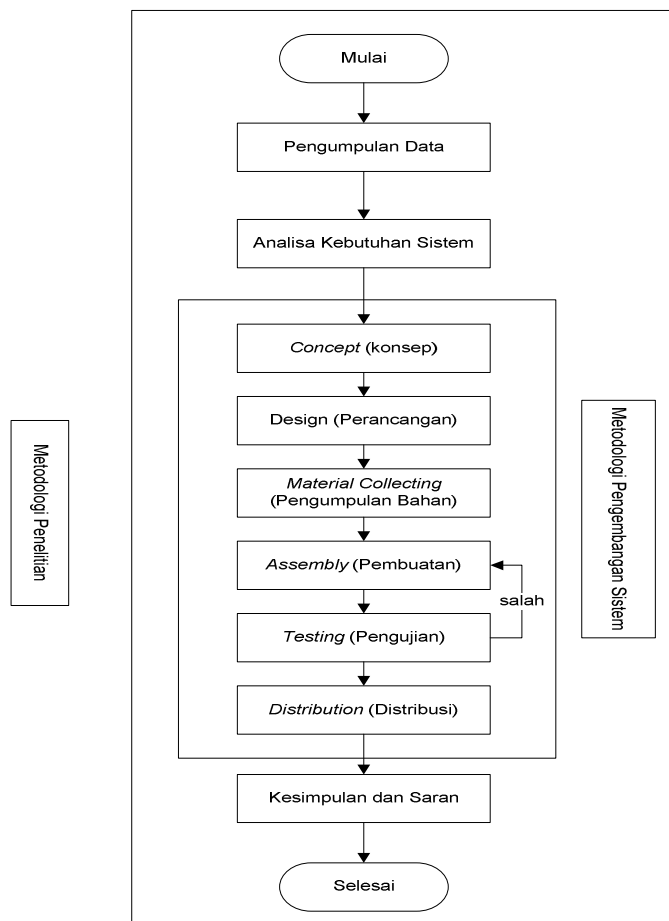 Mulai
Pengumpulan Data
Analisa Kebutuhan Sistem
Concept (konsep)
Design (Perancangan)
Material Collecting
(Pengumpulan Bahan)
Assembly (Pembuatan)
salah
Testing (Pengujian)
Distribution (Distribusi)
Kesimpulan dan Saran
Selesai
Metodologi Penelitian
Metodologi Pengembangan Sistem